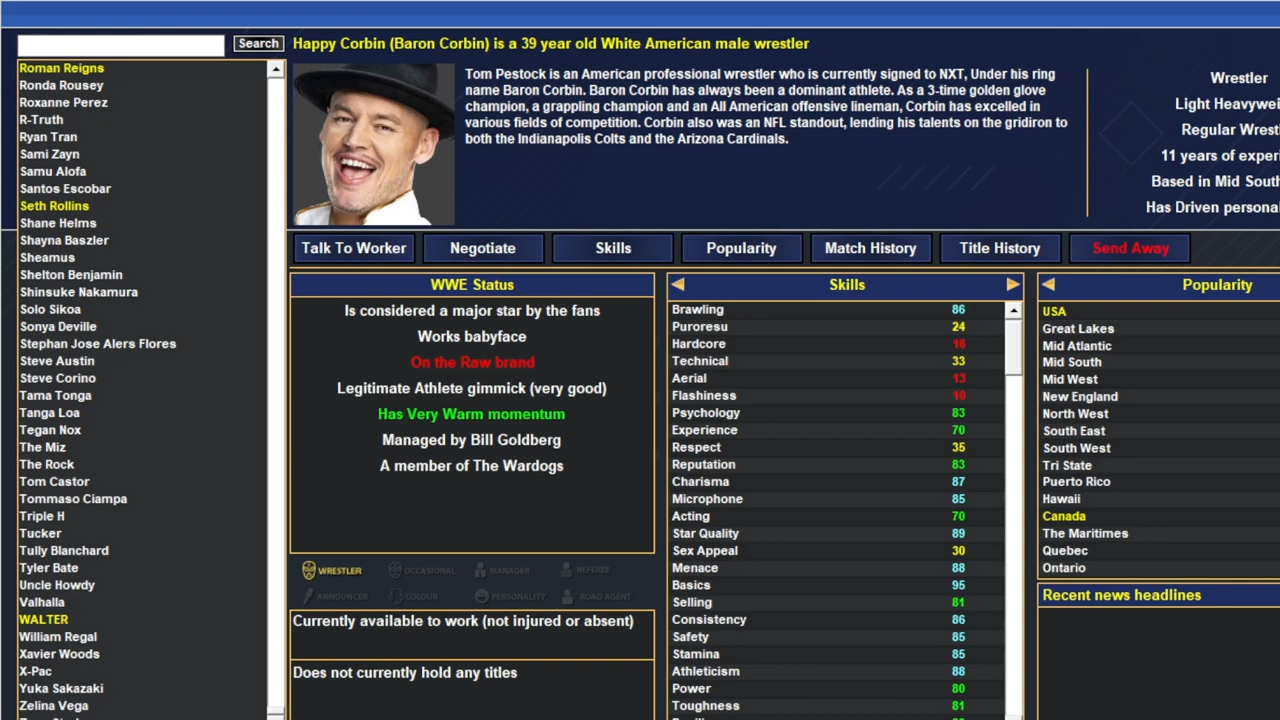 Search
Happy Corbin (Baron Corbin) is a 39 year old White American male wrestler
Roman Reigns
Ronda Rousey
Roxanne Perez
R-Truth
Ryan Tran
Sami Zayn
Samu Alofa
Santos Escobar
Seth Rollins
Shane Helms
Shayna Baszler
Sheamus
Shelton Benjamin
Shinsuke Nakamura
Solo Sikoa
Sonya Deville
Stephan Jose Alers Flores
Steve Austin
Steve Corino
Tama Tonga
Tanga Loa
Tegan Nox
The Miz
The Rock
Tom Castor
Tommaso Ciampa
Triple H
Tucker
Tully Blanchard
Tyler Bate
Uncle Howdy
Valhalla
WALTER
William Regal
Xavier Woods
X-Pac
Yuka Sakazaki
Zelina Vega
Tom Pestock is an American professional wrestler who is currently signed to NXT, Under his ring
name Baron Corbin. Baron Corbin has always been a dominant athlete. As a 3-time golden glove
champion, a grappling champion and an All American offensive lineman, Corbin has excelled in
various fields of competition. Corbin also was an NFL standout, lending his talents on the gridiron to
both the Indianapolis Colts and the Arizona Cardinals.
Wrestler
Light Heavywei
Regular Wrest
11 years of experi
Based in Mid South
Has Driven personal
Talk To Worker
Negotiate
Skills
Popularity
Match History
Title History
Send Away
WWE Status
Is considered a major star by the fans
Works babyface
On the Raw brand
Legitimate Athlete gimmick (very good)
Has Very Warm momentum
Managed by Bill Goldberg
A member of The Wardogs
WRESTLER
OCCASIONAL
MANAGER
REFEREE
ANNOUNCER
COLOUR
PERSONALITY
ROAD AGENT
Currently available to work (not injured or absent)
Does not currently hold any titles
Skills
Brawling 86
Puroresu 24
Hardcore 16
Technical 33
Aerial 13
Flashiness 10
Psychology 83
Experience 70
Respect 35
Reputation 83
Charisma 87
Microphone 85
Acting 70
Star Quality 89
Sex Appeal 30
Menace 88
Basics 95
Selling 81
Consistency 86
Safety 85
Stamina 85
Athleticism 88
Power 80
Toughness 81
Popularity
USA
Great Lakes
Mid Atlantic
Mid South
Mid West
New England
North West
South East
South West
Tri State
Puerto Rico
Hawaii
Canada
The Maritimes
Quebec
Ontario
Recent news headlines